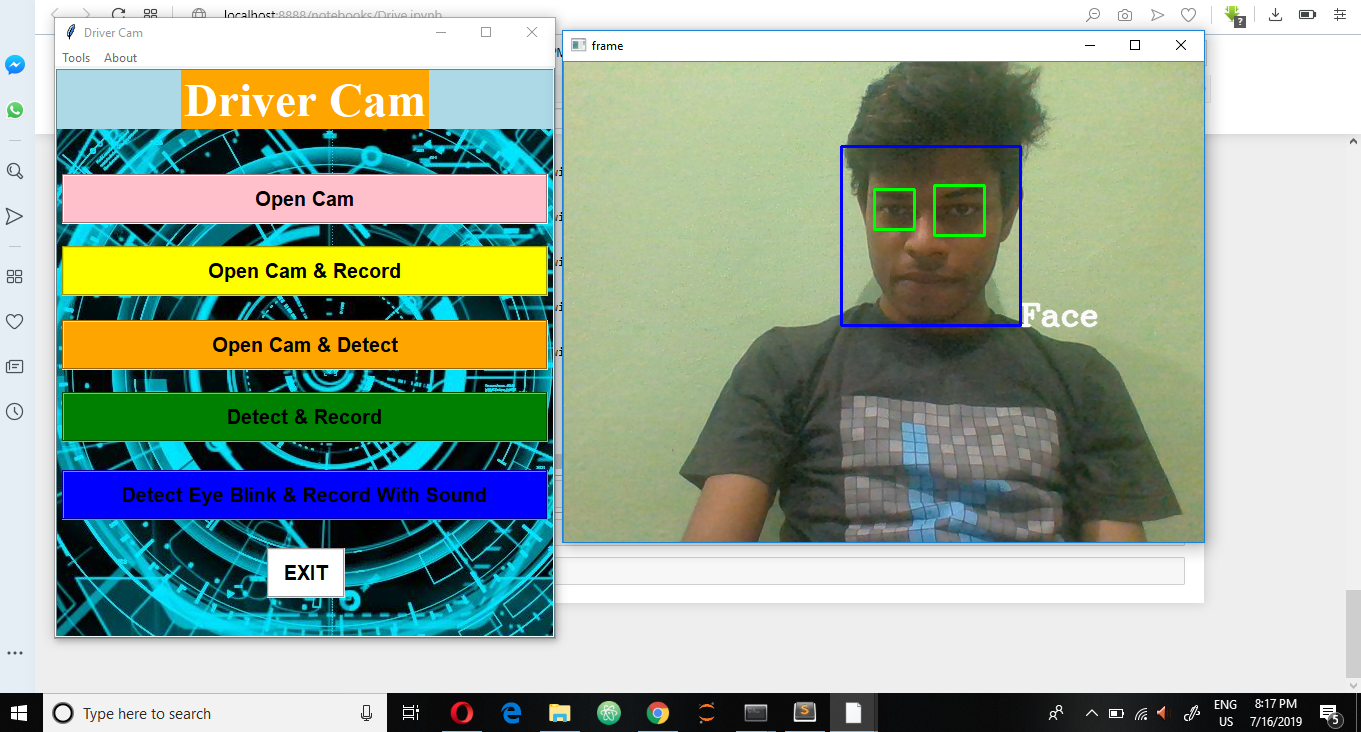 localhost:8888/notebooks/Drive.ipynb
Driver Cam
Tools About
Driver Cam
Open Cam
Open Cam & Record
Open Cam & Detect
Detect & Record
Detect Eye Blink & Record With Sound
EXIT
frame
Face
?
Type here to search
S
ENG
US
8:17 PM
7/16/2019
5